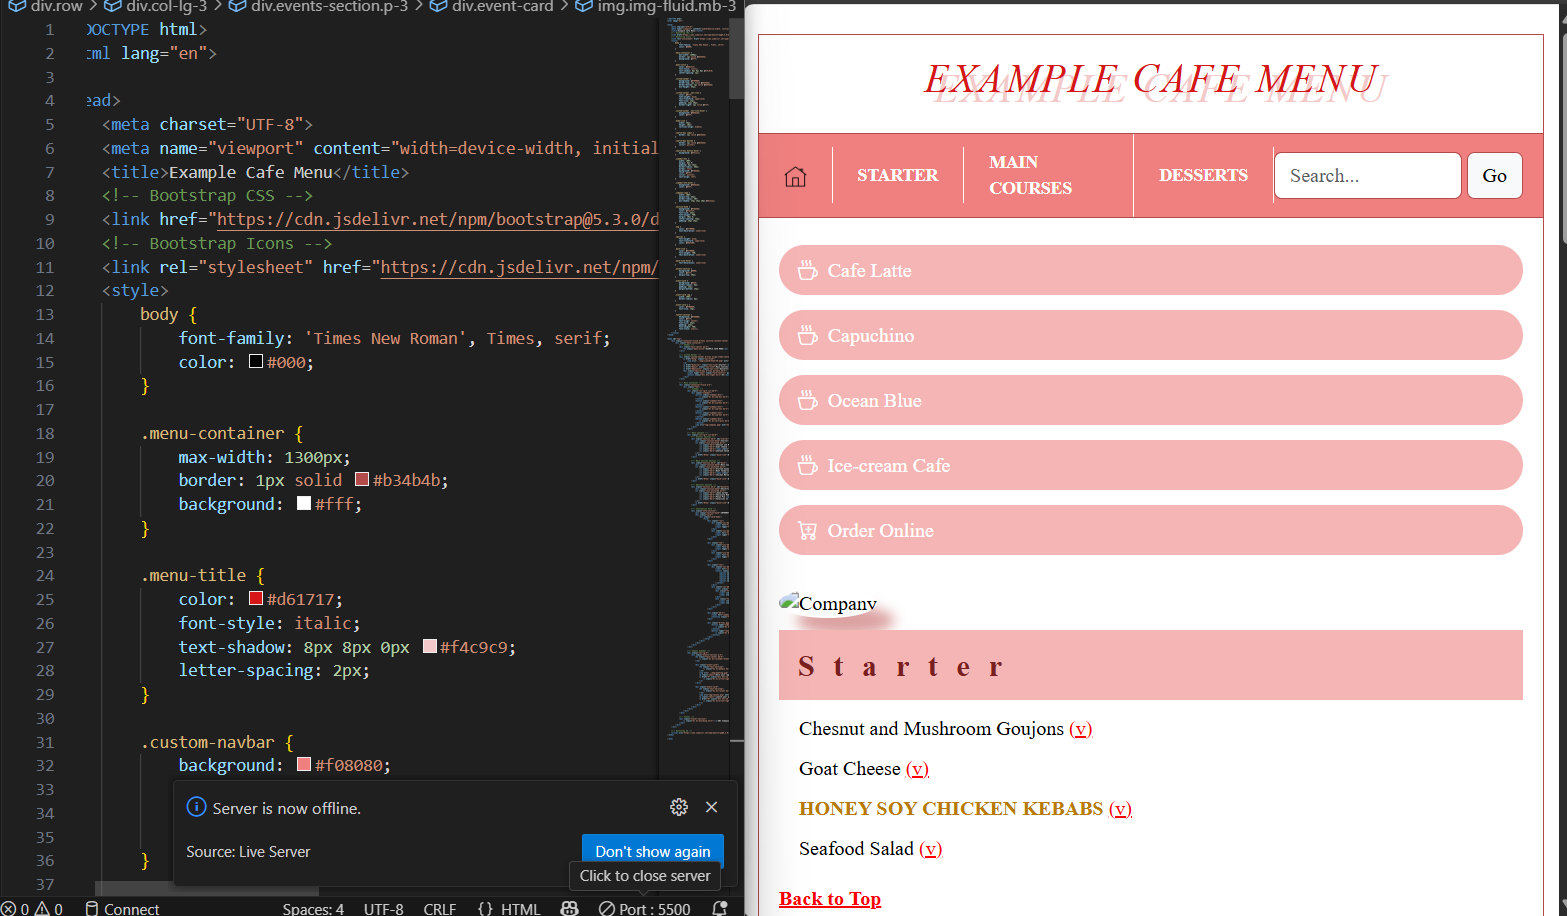 div.row > div.col-lg-3 > div.events-section.p-3 > div.event-card > img.img-fluid.mb-3
1 DOCTYPE html>
2 tml lang="en">
3
4 ead>
5 <meta charset="UTF-8">
6 <meta name="viewport" content="width=device-width, initial
7 <title>Example Cafe Menu</title>
8 <!-- Bootstrap CSS -->
9 <link href="https://cdn.jsdelivr.net/npm/bootstrap@5.3.0/d
10 <!-- Bootstrap Icons -->
11 <link rel="stylesheet" href="https://cdn.jsdelivr.net/npm/
12 <style>
13 body {
14 font-family: 'Times New Roman', Times, serif;
15 color: #000;
16 }
17
18 .menu-container {
19 max-width: 1300px;
20 border: 1px solid #b34b4b;
21 background: #fff;
22 }
23
24 .menu-title {
25 color: #d61717;
26 font-style: italic;
27 text-shadow: 8px 8px 0px #f4c9c9;
28 letter-spacing: 2px;
29 }
30
31 .custom-navbar {
32 background: #f08080;
33
34
35
36 }
37
Server is now offline.
Source: Live Server
Don't show again
Click to close server
0 0 Connect Spaces: 4 UTF-8 CRLF {} HTML Port : 5500
EXAMPLE CAFE MENU
STARTER
MAIN
COURSES
DESSERTS
Search...
Go
Cafe Latte
Capuchino
Ocean Blue
Ice-cream Cafe
Order Online
Company
Starter
Chesnut and Mushroom Goujons (v)
Goat Cheese (v)
HONEY SOY CHICKEN KEBABS (v)
Seafood Salad (v)
Back to Top